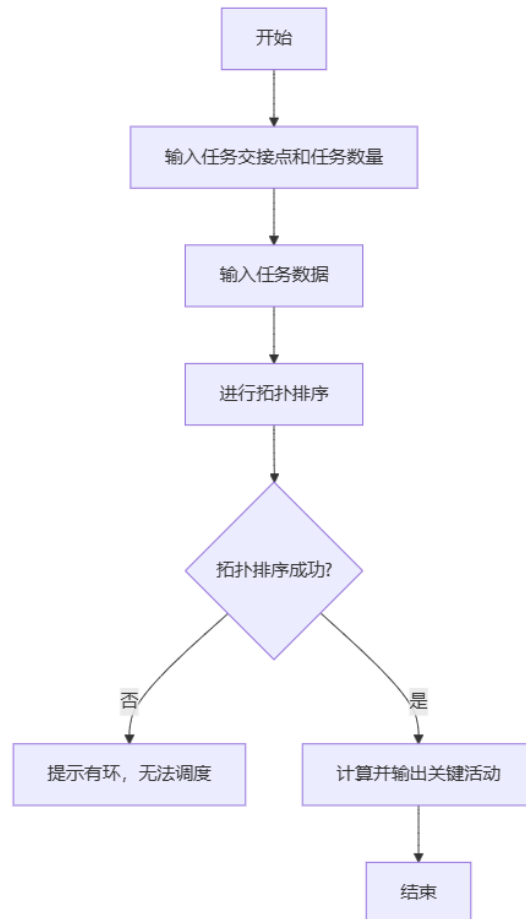 开始
输入任务交接点和任务数量
输入任务数据
进行拓扑排序
拓扑排序成功?
否
是
提示有环，无法调度
计算并输出关键活动
结束